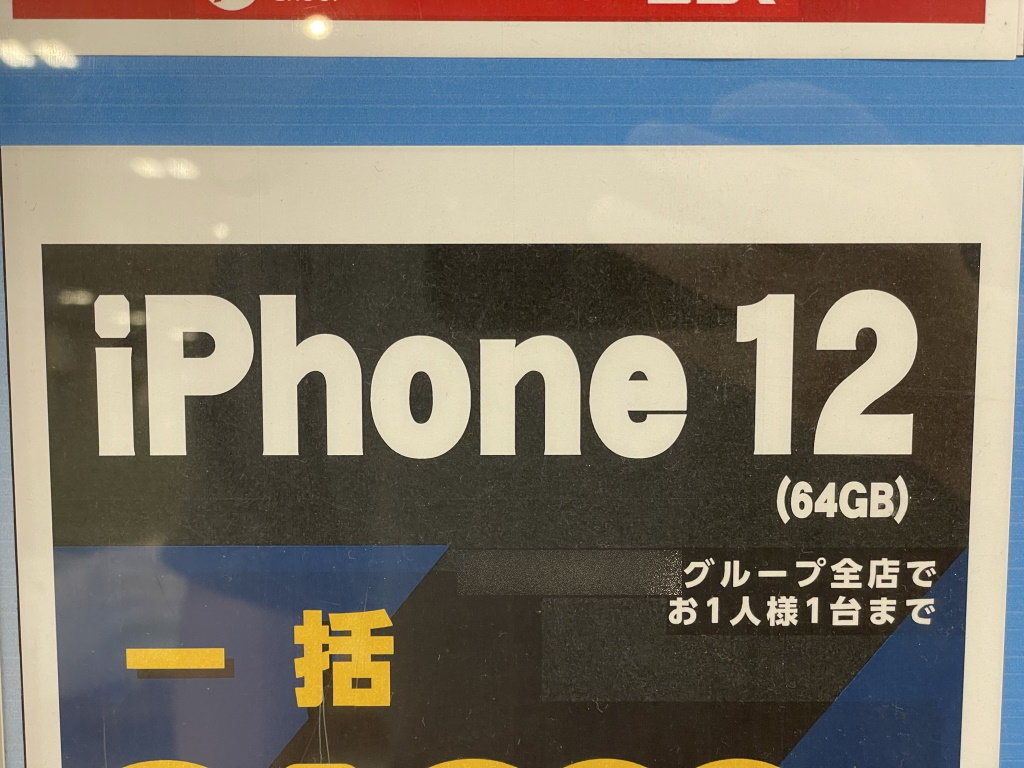 iPhone 12
(64GB)
グループ全店で
お1人様1台まで
一括